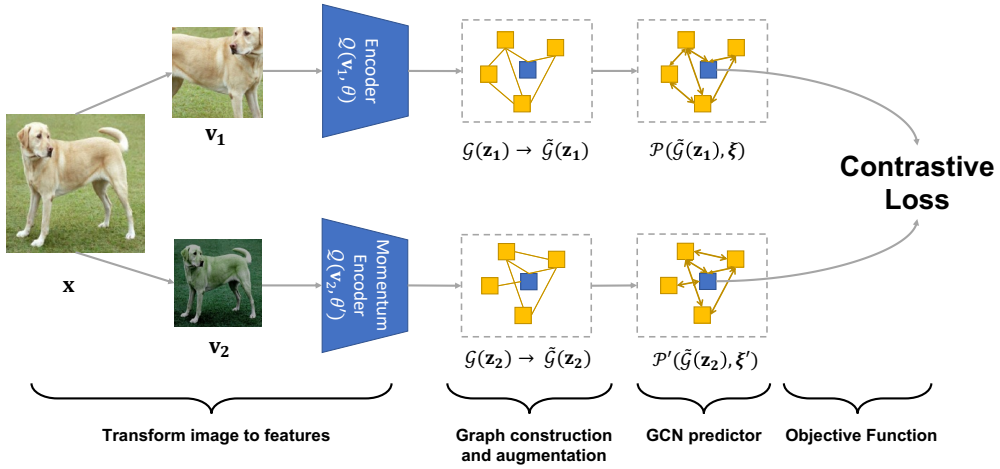 x
v₁
v₂
Encoder
𝒬(v₁, θ)
Momentum
Encoder
𝒬(v₂, θ′)
𝒢(z₁) → 𝒢̃(z₁)
𝒫(𝒢̃(z₁), ξ)
𝒢(z₂) → 𝒢̃(z₂)
𝒫′(𝒢̃(z₂), ξ′)
Contrastive
Loss
Transform image to features
Graph construction
and augmentation
GCN predictor
Objective Function